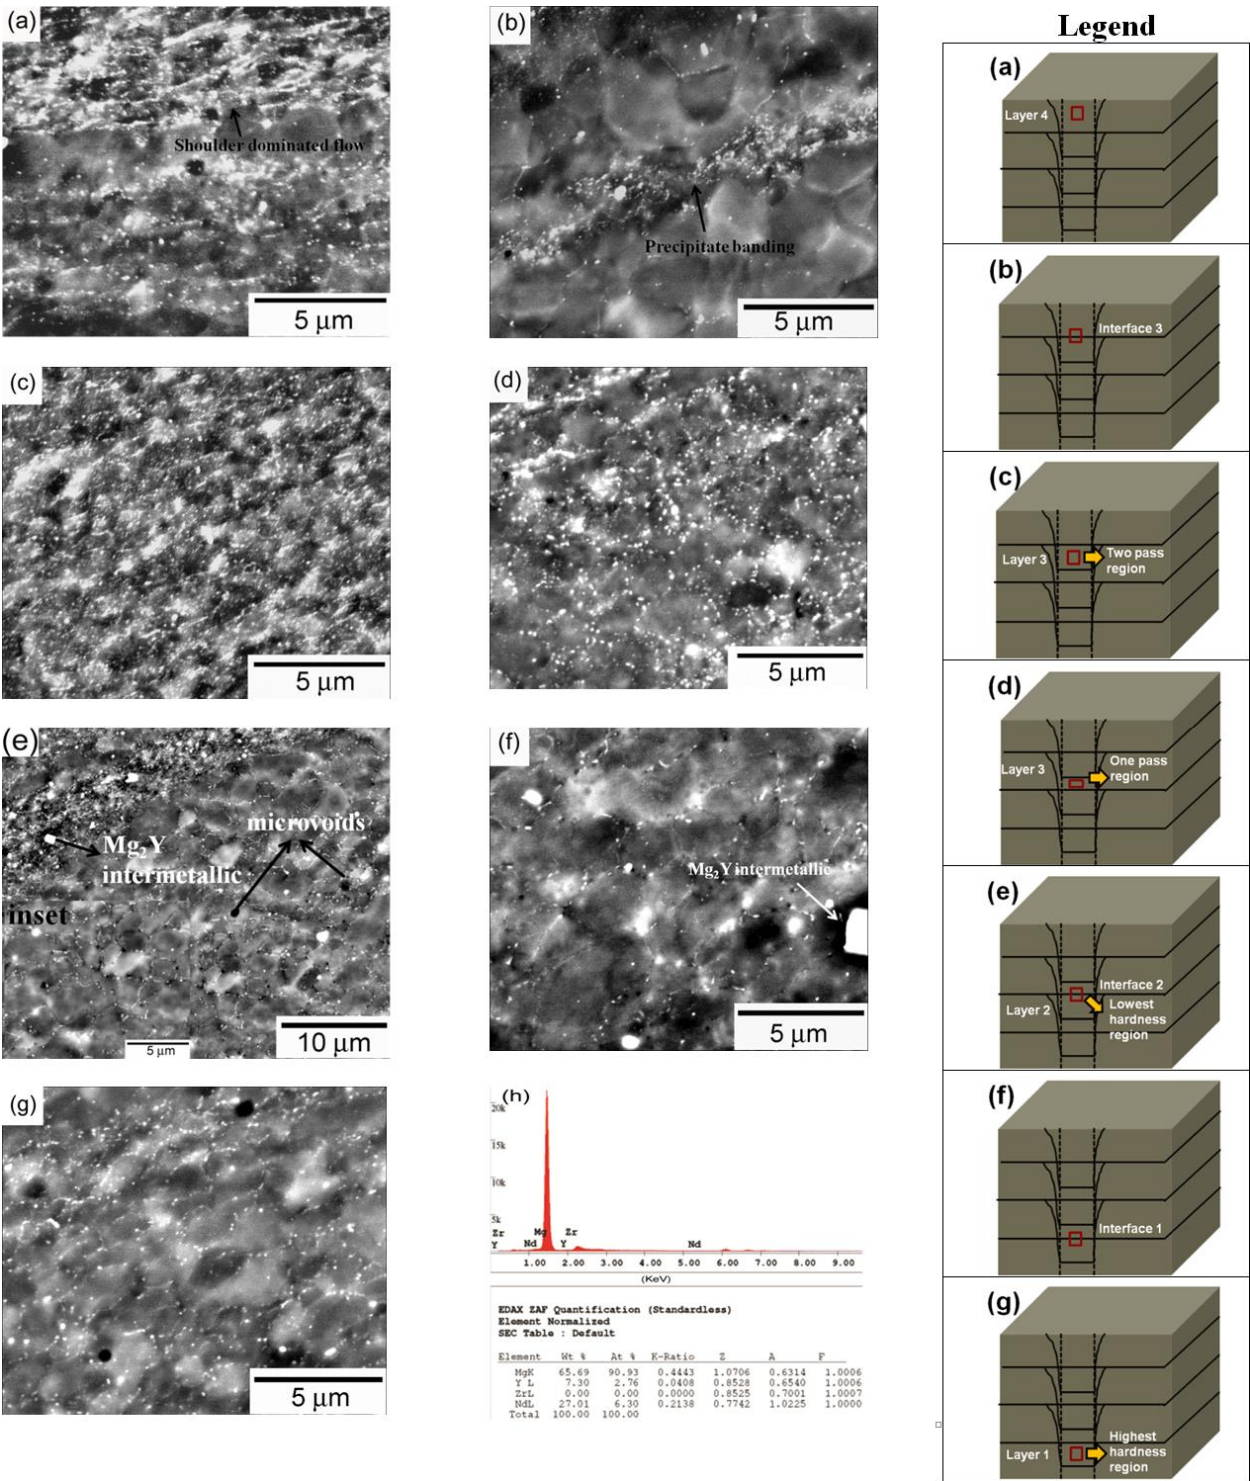 Legend
(a)
Shoulder dominated flow
5 µm
(b)
Precipitate banding
5 µm
(c)
5 µm
(d)
5 µm
(e)
Mg₂Y
intermetallic
microvoids
inset
5 µm
10 µm
(f)
Mg₂Y intermetallic
5 µm
(g)
5 µm
(h)
20k
15k
10k
5k
Zr
Y
Nd
Mg
Y
Zr
Nd
1.00 2.00 3.00 4.00 5.00 6.00 7.00 8.00 9.00
(KeV)
EDAX ZAF Quantification (Standardless)
Element Normalized
SEC Table : Default
Element Wt % At % K-Ratio Z A F
MgK 65.69 90.93 0.4443 1.0706 0.6314 1.0006
Y L 7.30 2.76 0.0408 0.8528 0.6540 1.0006
ZrL 0.00 0.00 0.0000 0.8525 0.7001 1.0007
NdL 27.01 6.30 0.2138 0.7742 1.0225 1.0000
Total 100.00 100.00
(a)
Layer 4
(b)
Interface 3
(c)
Layer 3
Two pass
region
(d)
Layer 3
One pass
region
(e)
Interface 2
Layer 2
Lowest
hardness
region
(f)
Interface 1
(g)
Layer 1
Highest
hardness
region